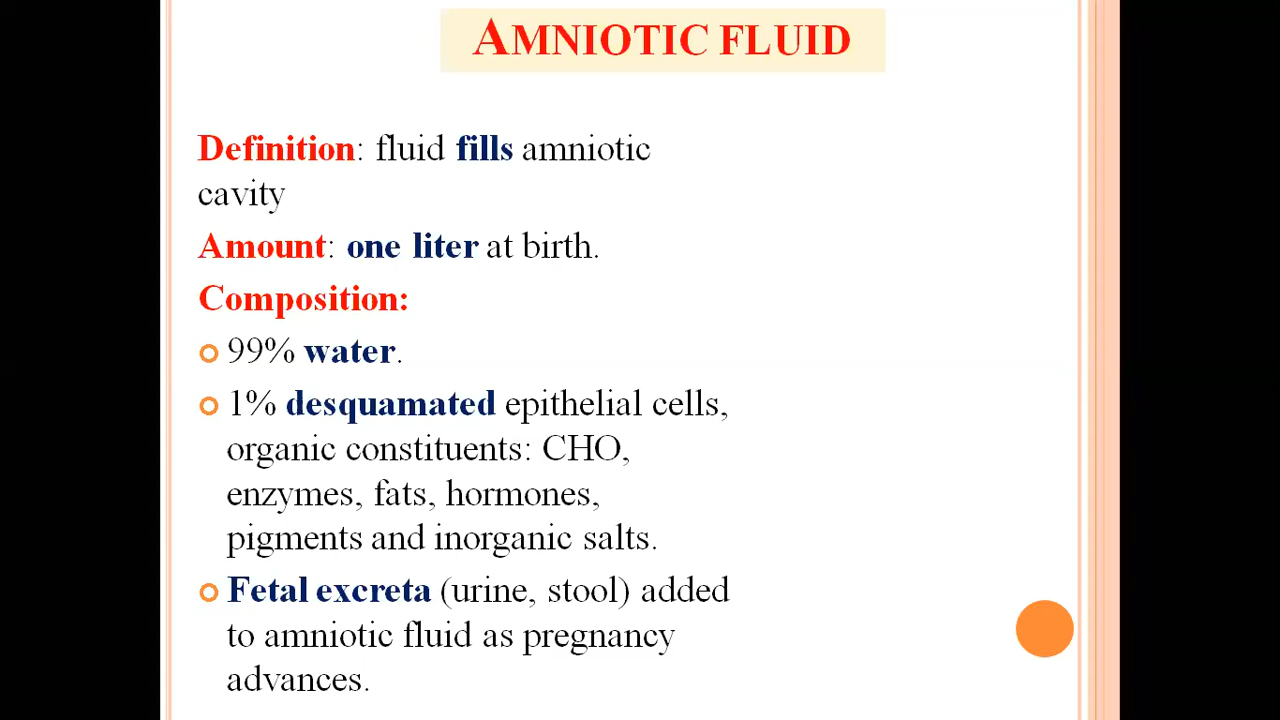 AMNIOTIC FLUID
Definition: fluid fills amniotic
cavity
Amount: one liter at birth.
Composition:
99% water.
1% desquamated epithelial cells,
organic constituents: CHO,
enzymes, fats, hormones,
pigments and inorganic salts.
Fetal excreta (urine, stool) added
to amniotic fluid as pregnancy
advances.